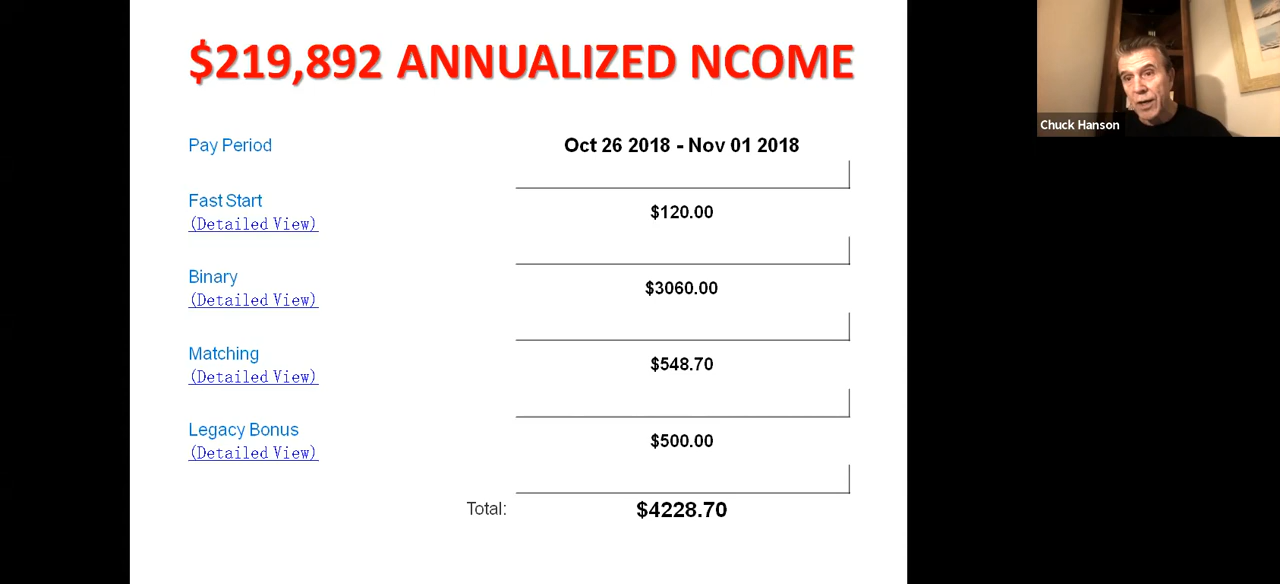 $219,892 ANNUALIZED NCOME
Chuck Hanson
Pay Period
Oct 26 2018 - Nov 01 2018
Fast Start
(Detailed View)
$120.00
Binary
(Detailed View)
$3060.00
Matching
(Detailed View)
$548.70
Legacy Bonus
(Detailed View)
$500.00
Total:
$4228.70